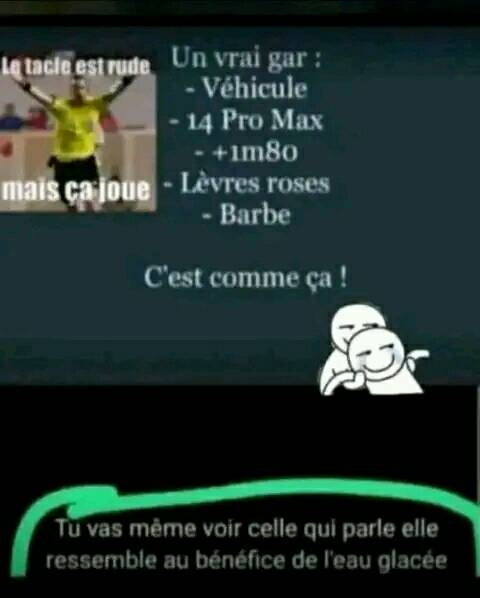 Le tacle est rude
mais ça joue
Un vrai gar :
- Véhicule
- 14 Pro Max
- +1m80
- Lèvres roses
- Barbe
C'est comme ça !
Tu vas même voir celle qui parle elle
ressemble au bénéfice de l'eau glacée